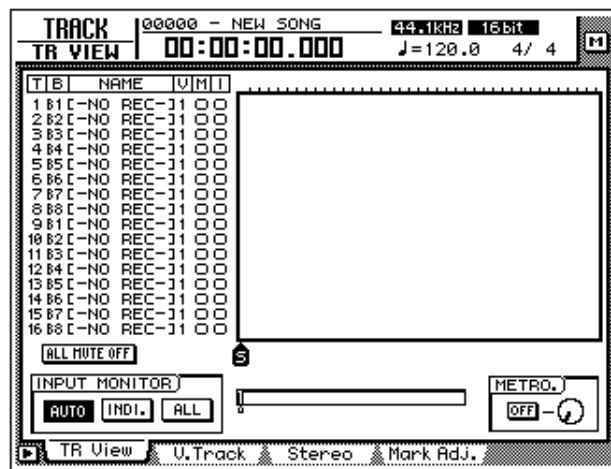 TRACK
00000 - NEW SONG
44.1kHz 16bit
M
TR VIEW
00:00:00.000
♩=120.0 4/ 4
T B NAME V M I
1 B1 [-NO REC-] 1
2 B2 [-NO REC-] 1
3 B3 [-NO REC-] 1
4 B4 [-NO REC-] 1
5 B5 [-NO REC-] 1
6 B6 [-NO REC-] 1
7 B7 [-NO REC-] 1
8 B8 [-NO REC-] 1
9 B1 [-NO REC-] 1
10 B2 [-NO REC-] 1
11 B3 [-NO REC-] 1
12 B4 [-NO REC-] 1
13 B5 [-NO REC-] 1
14 B6 [-NO REC-] 1
15 B7 [-NO REC-] 1
16 B8 [-NO REC-] 1
ALL MUTE OFF
S
INPUT MONITOR
AUTO INDI. ALL
METRO.
OFF
TR View V.Track Stereo Mark Adj.